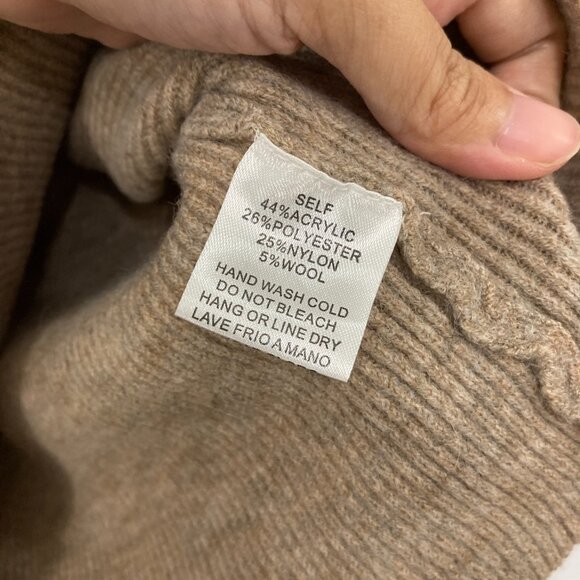 SELF
44%ACRYLIC
26%POLYESTER
25%NYLON
5%WOOL
HAND WASH COLD
DO NOT BLEACH
HANG OR LINE DRY
LAVE FRIO A MANO